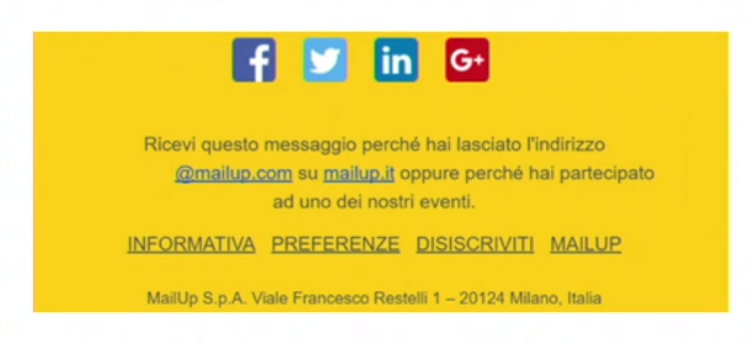 f in G+
Ricevi questo messaggio perché hai lasciato l'indirizzo
@mailup.com su mailup.it oppure perché hai partecipato
ad uno dei nostri eventi.
INFORMATIVA PREFERENZE DISISCRIVITI MAILUP
MailUp S.p.A. Viale Francesco Restelli 1 – 20124 Milano, Italia